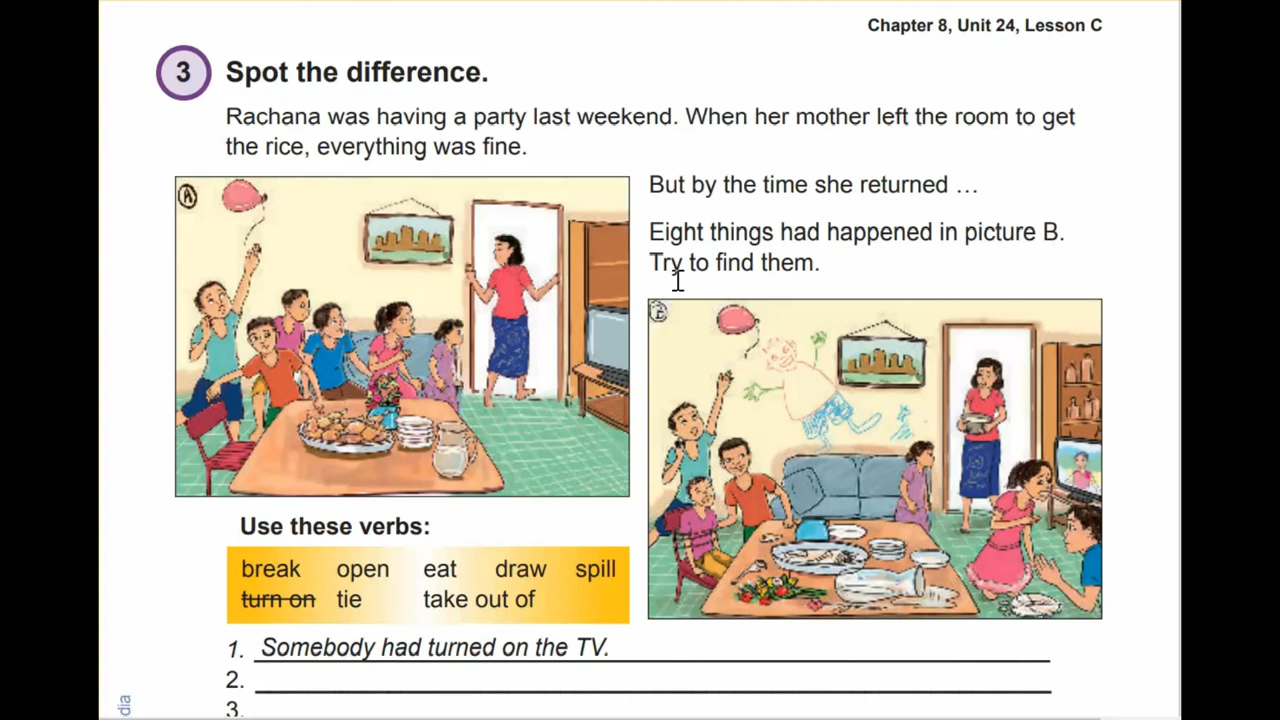 Chapter 8, Unit 24, Lesson C
3 Spot the difference.
Rachana was having a party last weekend. When her mother left the room to get
the rice, everything was fine.
A
But by the time she returned …
Eight things had happened in picture B.
Try to find them.
B
Use these verbs:
break open eat draw spill
turn on tie take out of
1. Somebody had turned on the TV.
2.
3.
dia